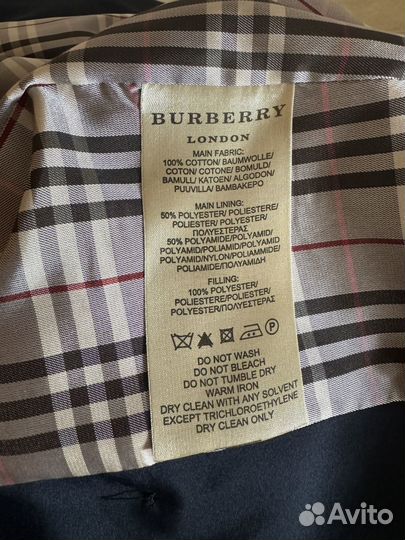 BURBERRY
LONDON
MAIN FABRIC:
100% COTTON/ BAUMWOLLE/
COTON/ COTONE/ BOMULD/
BAMULL/ KATOEN/ ALGODON/
PUUVILLA/ ΒΑΜΒΑΚΕΡΟ
MAIN LINING:
50% POLYESTER/ POLIESTERE/
POLYESTER/POLIESTER/
ΠΟΛΥΕΣΤΕΡΑΣ
50% POLYAMIDE/POLYAMID/
POLYAMID/POLIAMID/POLIAMIDI
POLYAMID/NYLON/POLIAMIDE/
POLIAMIDE/ΠΟΛΥΑΜΙΔΗ
FILLING:
100% POLYESTER/
POLIESTERE/POLYESTER/
POLIESTER/ΠΟΛΥΕΣΤΕΡΑΣ
P
DO NOT WASH
DO NOT BLEACH
DO NOT TUMBLE DRY
WARM IRON
DRY CLEAN WITH ANY SOLVENT
EXCEPT TRICHLOROETHYLENE
DRY CLEAN ONLY
Avito